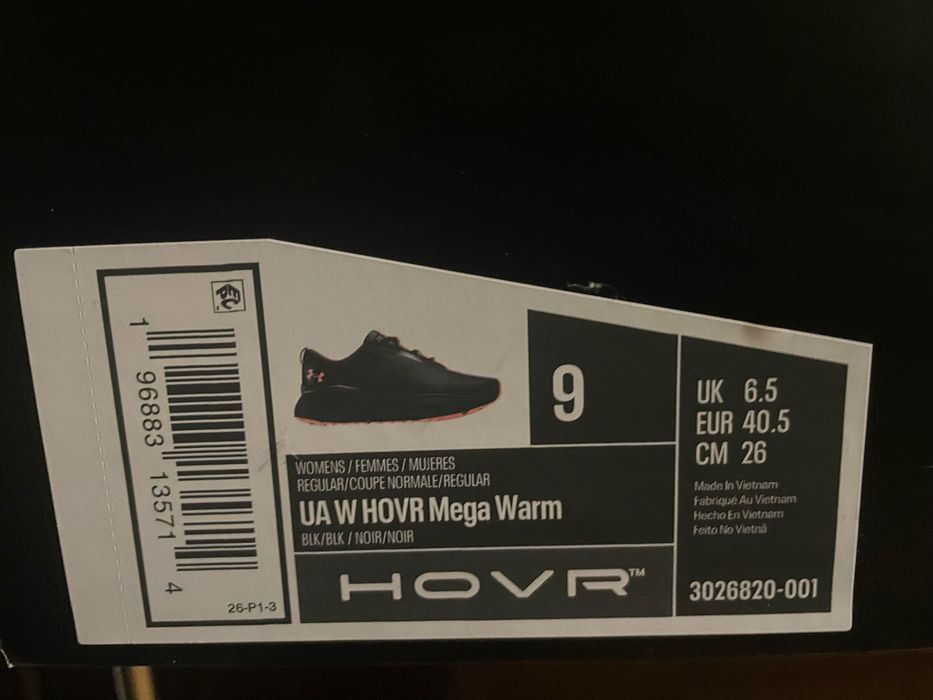 1 96883 13571 4
26-P1-3
9
WOMENS / FEMMES / MUJERES
REGULAR/COUPE NORMALE/REGULAR
UA W HOVR Mega Warm
BLK/BLK / NOIR/NOIR
HOVR™
UK 6.5
EUR 40.5
CM 26
Made In Vietnam
Fabriqué Au Vietnam
Hecho En Vietnam
Feito No Vietnã
3026820-001